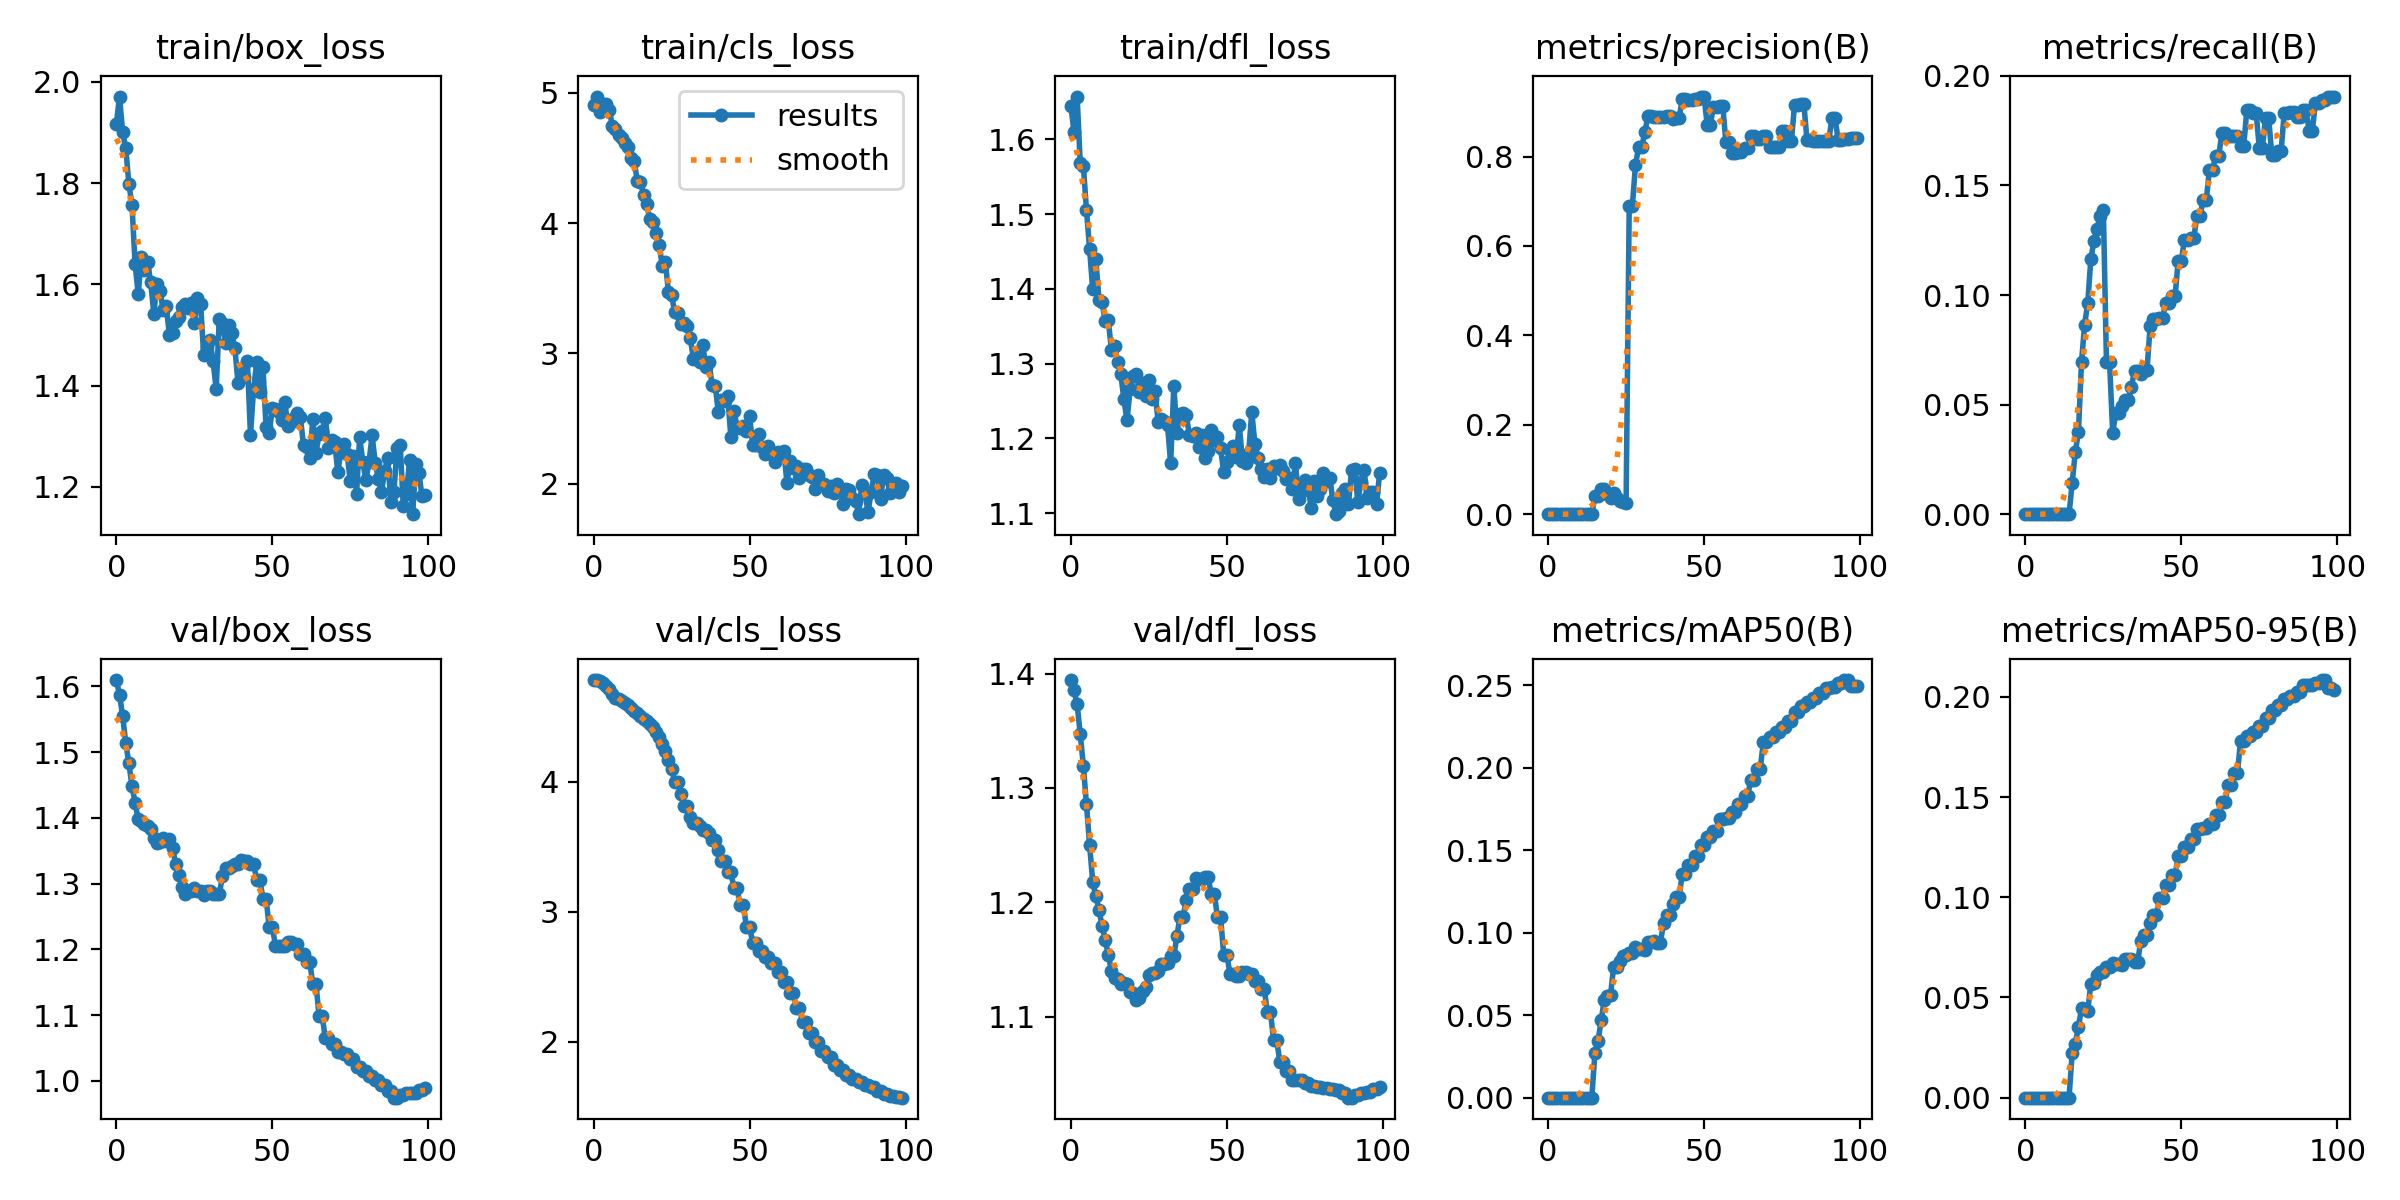 train/box_loss
2.0
1.8
1.6
1.4
1.2
0 50 100
train/cls_loss
results
smooth
5
4
3
2
0 50 100
train/dfl_loss
1.6
1.5
1.4
1.3
1.2
1.1
0 50 100
metrics/precision(B)
0.8
0.6
0.4
0.2
0.0
0 50 100
metrics/recall(B)
0.20
0.15
0.10
0.05
0.00
0 50 100
val/box_loss
1.6
1.5
1.4
1.3
1.2
1.1
1.0
0 50 100
val/cls_loss
4
3
2
0 50 100
val/dfl_loss
1.4
1.3
1.2
1.1
0 50 100
metrics/mAP50(B)
0.25
0.20
0.15
0.10
0.05
0.00
0 50 100
metrics/mAP50-95(B)
0.20
0.15
0.10
0.05
0.00
0 50 100